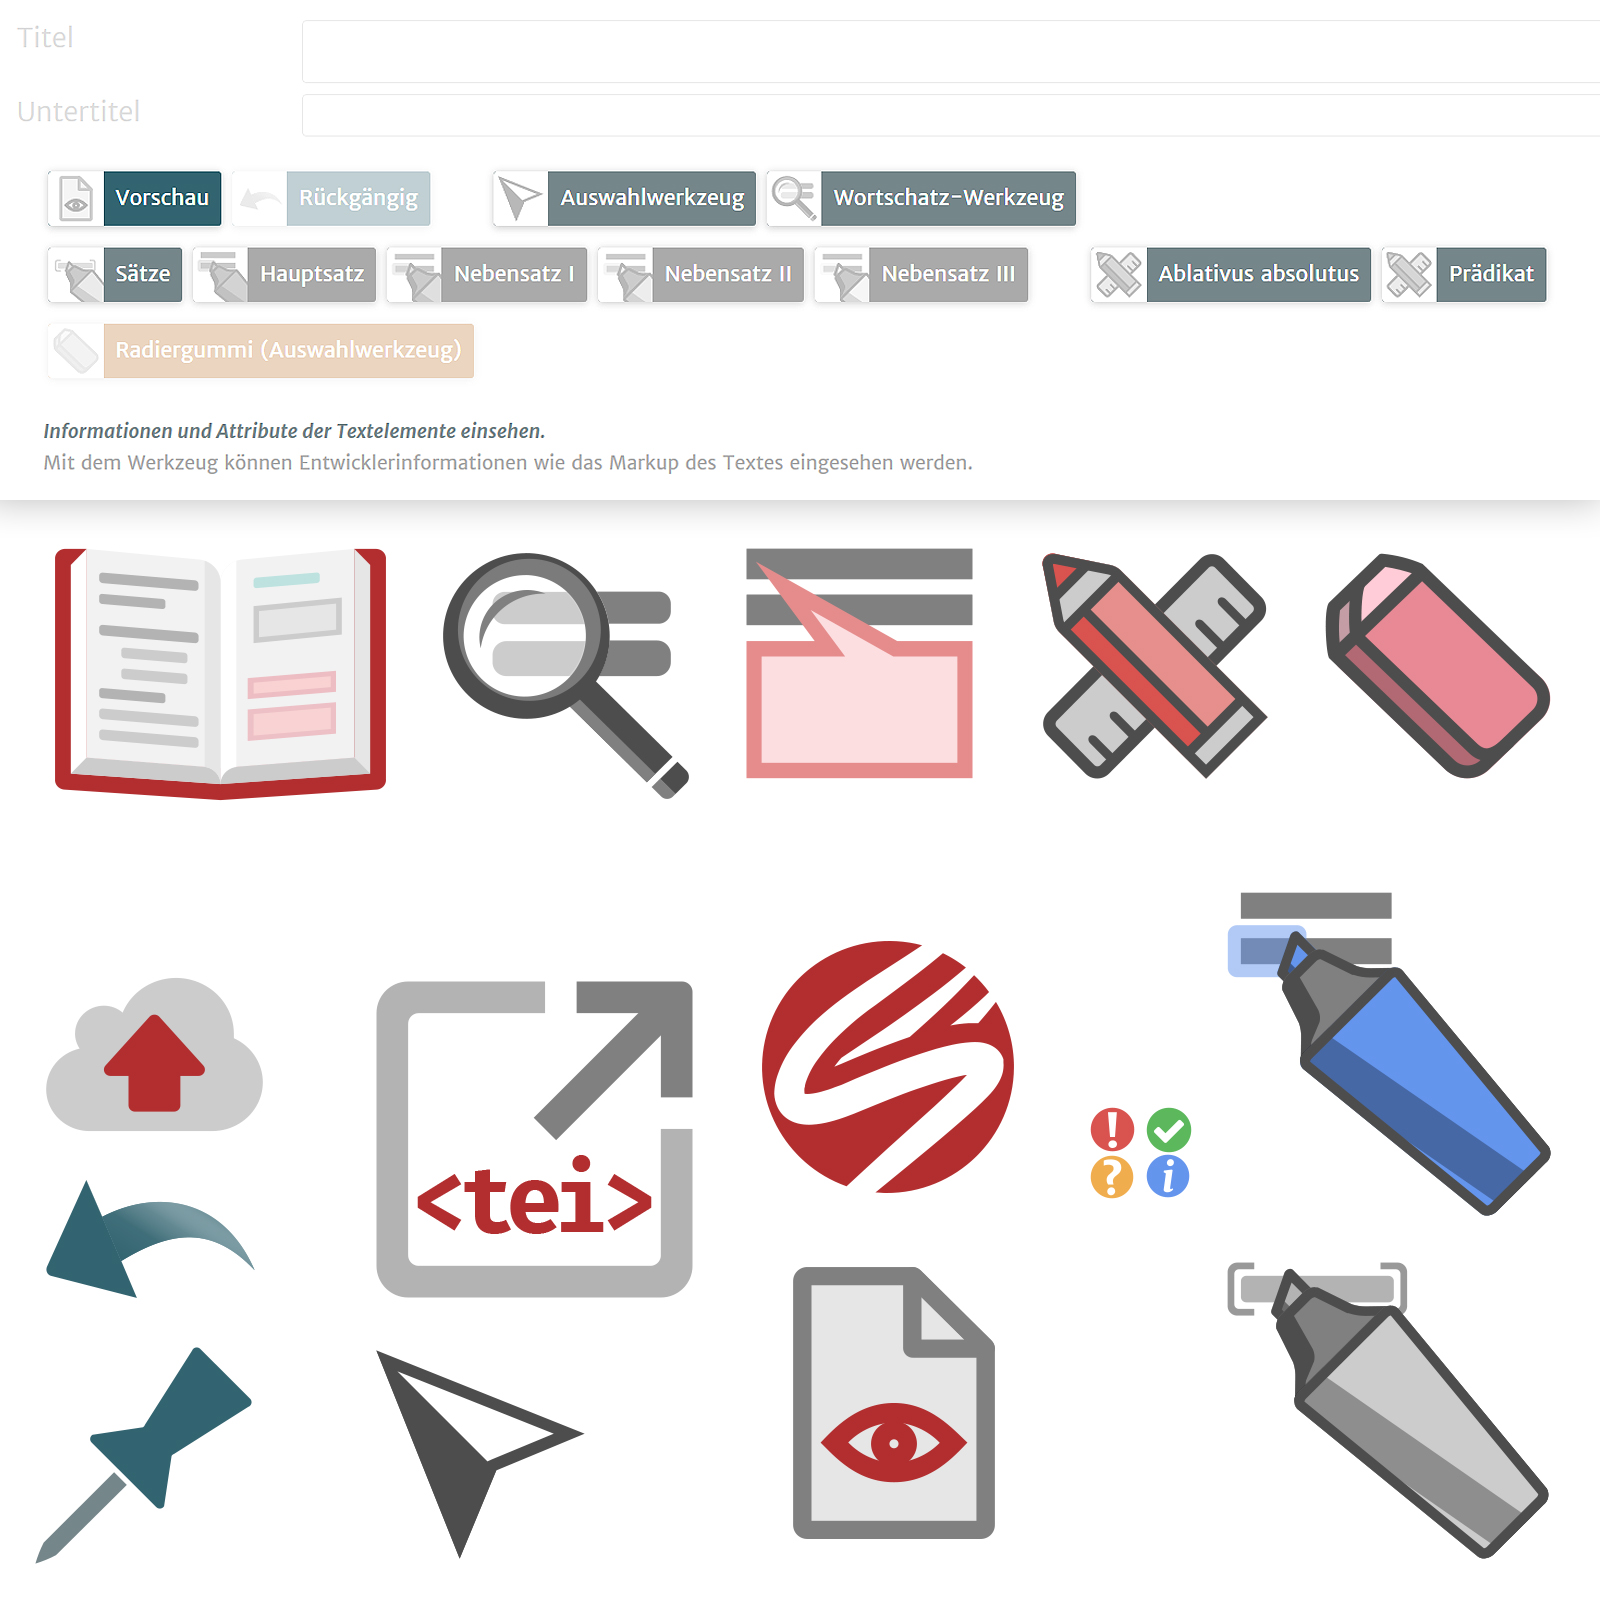 Titel
Untertitel
Vorschau Rückgängig Auswahlwerkzeug Wortschatz-Werkzeug
Sätze Hauptsatz Nebensatz I Nebensatz II Nebensatz III Ablativus absolutus Prädikat
Radiergummi (Auswahlwerkzeug)
Informationen und Attribute der Textelemente einsehen.
Mit dem Werkzeug können Entwicklerinformationen wie das Markup des Textes eingesehen werden.
!
? i
<tei>